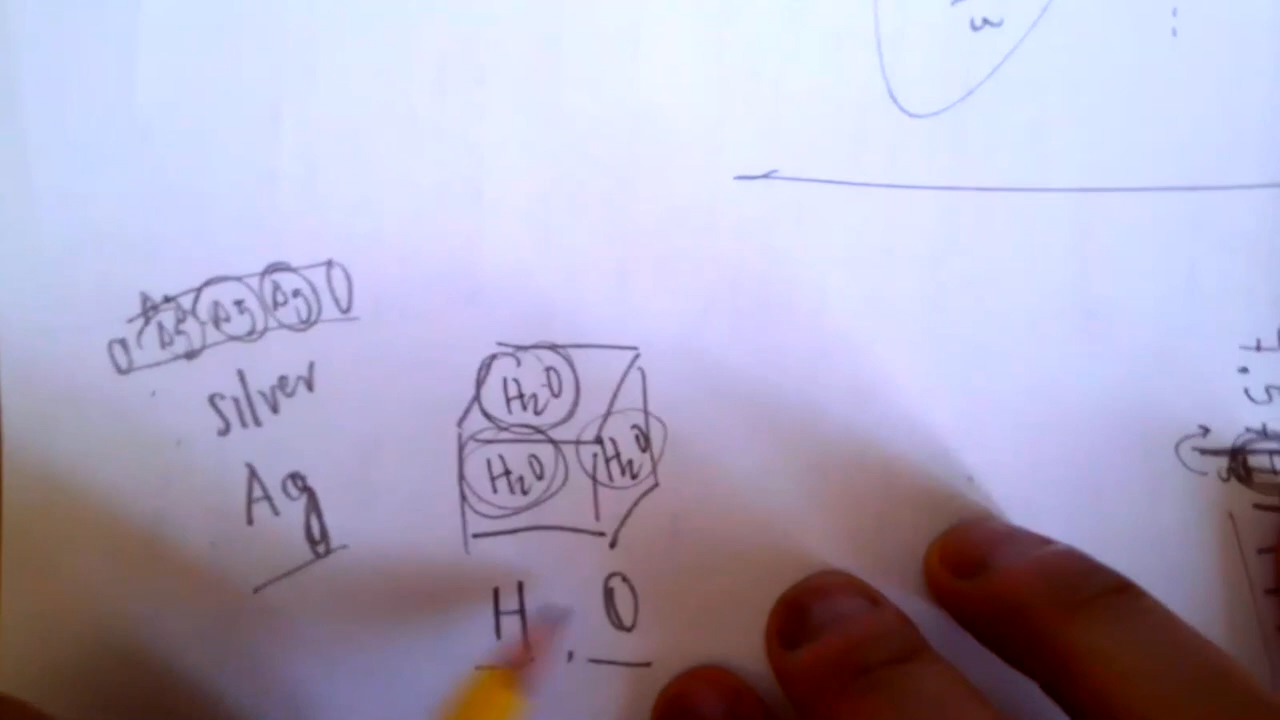 Ag Ag Ag
silver
Ag
H₂O
H₂O H₂O
H, O